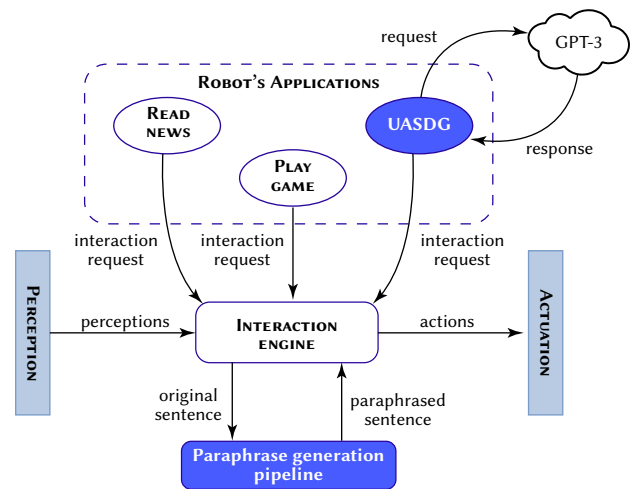 request
GPT-3
ROBOT'S APPLICATIONS
READ
NEWS
UASDG
response
PLAY
GAME
interaction
request
interaction
request
interaction
request
PERCEPTION
perceptions
INTERACTION
ENGINE
actions
ACTUATION
original
sentence
paraphrased
sentence
Paraphrase generation
pipeline